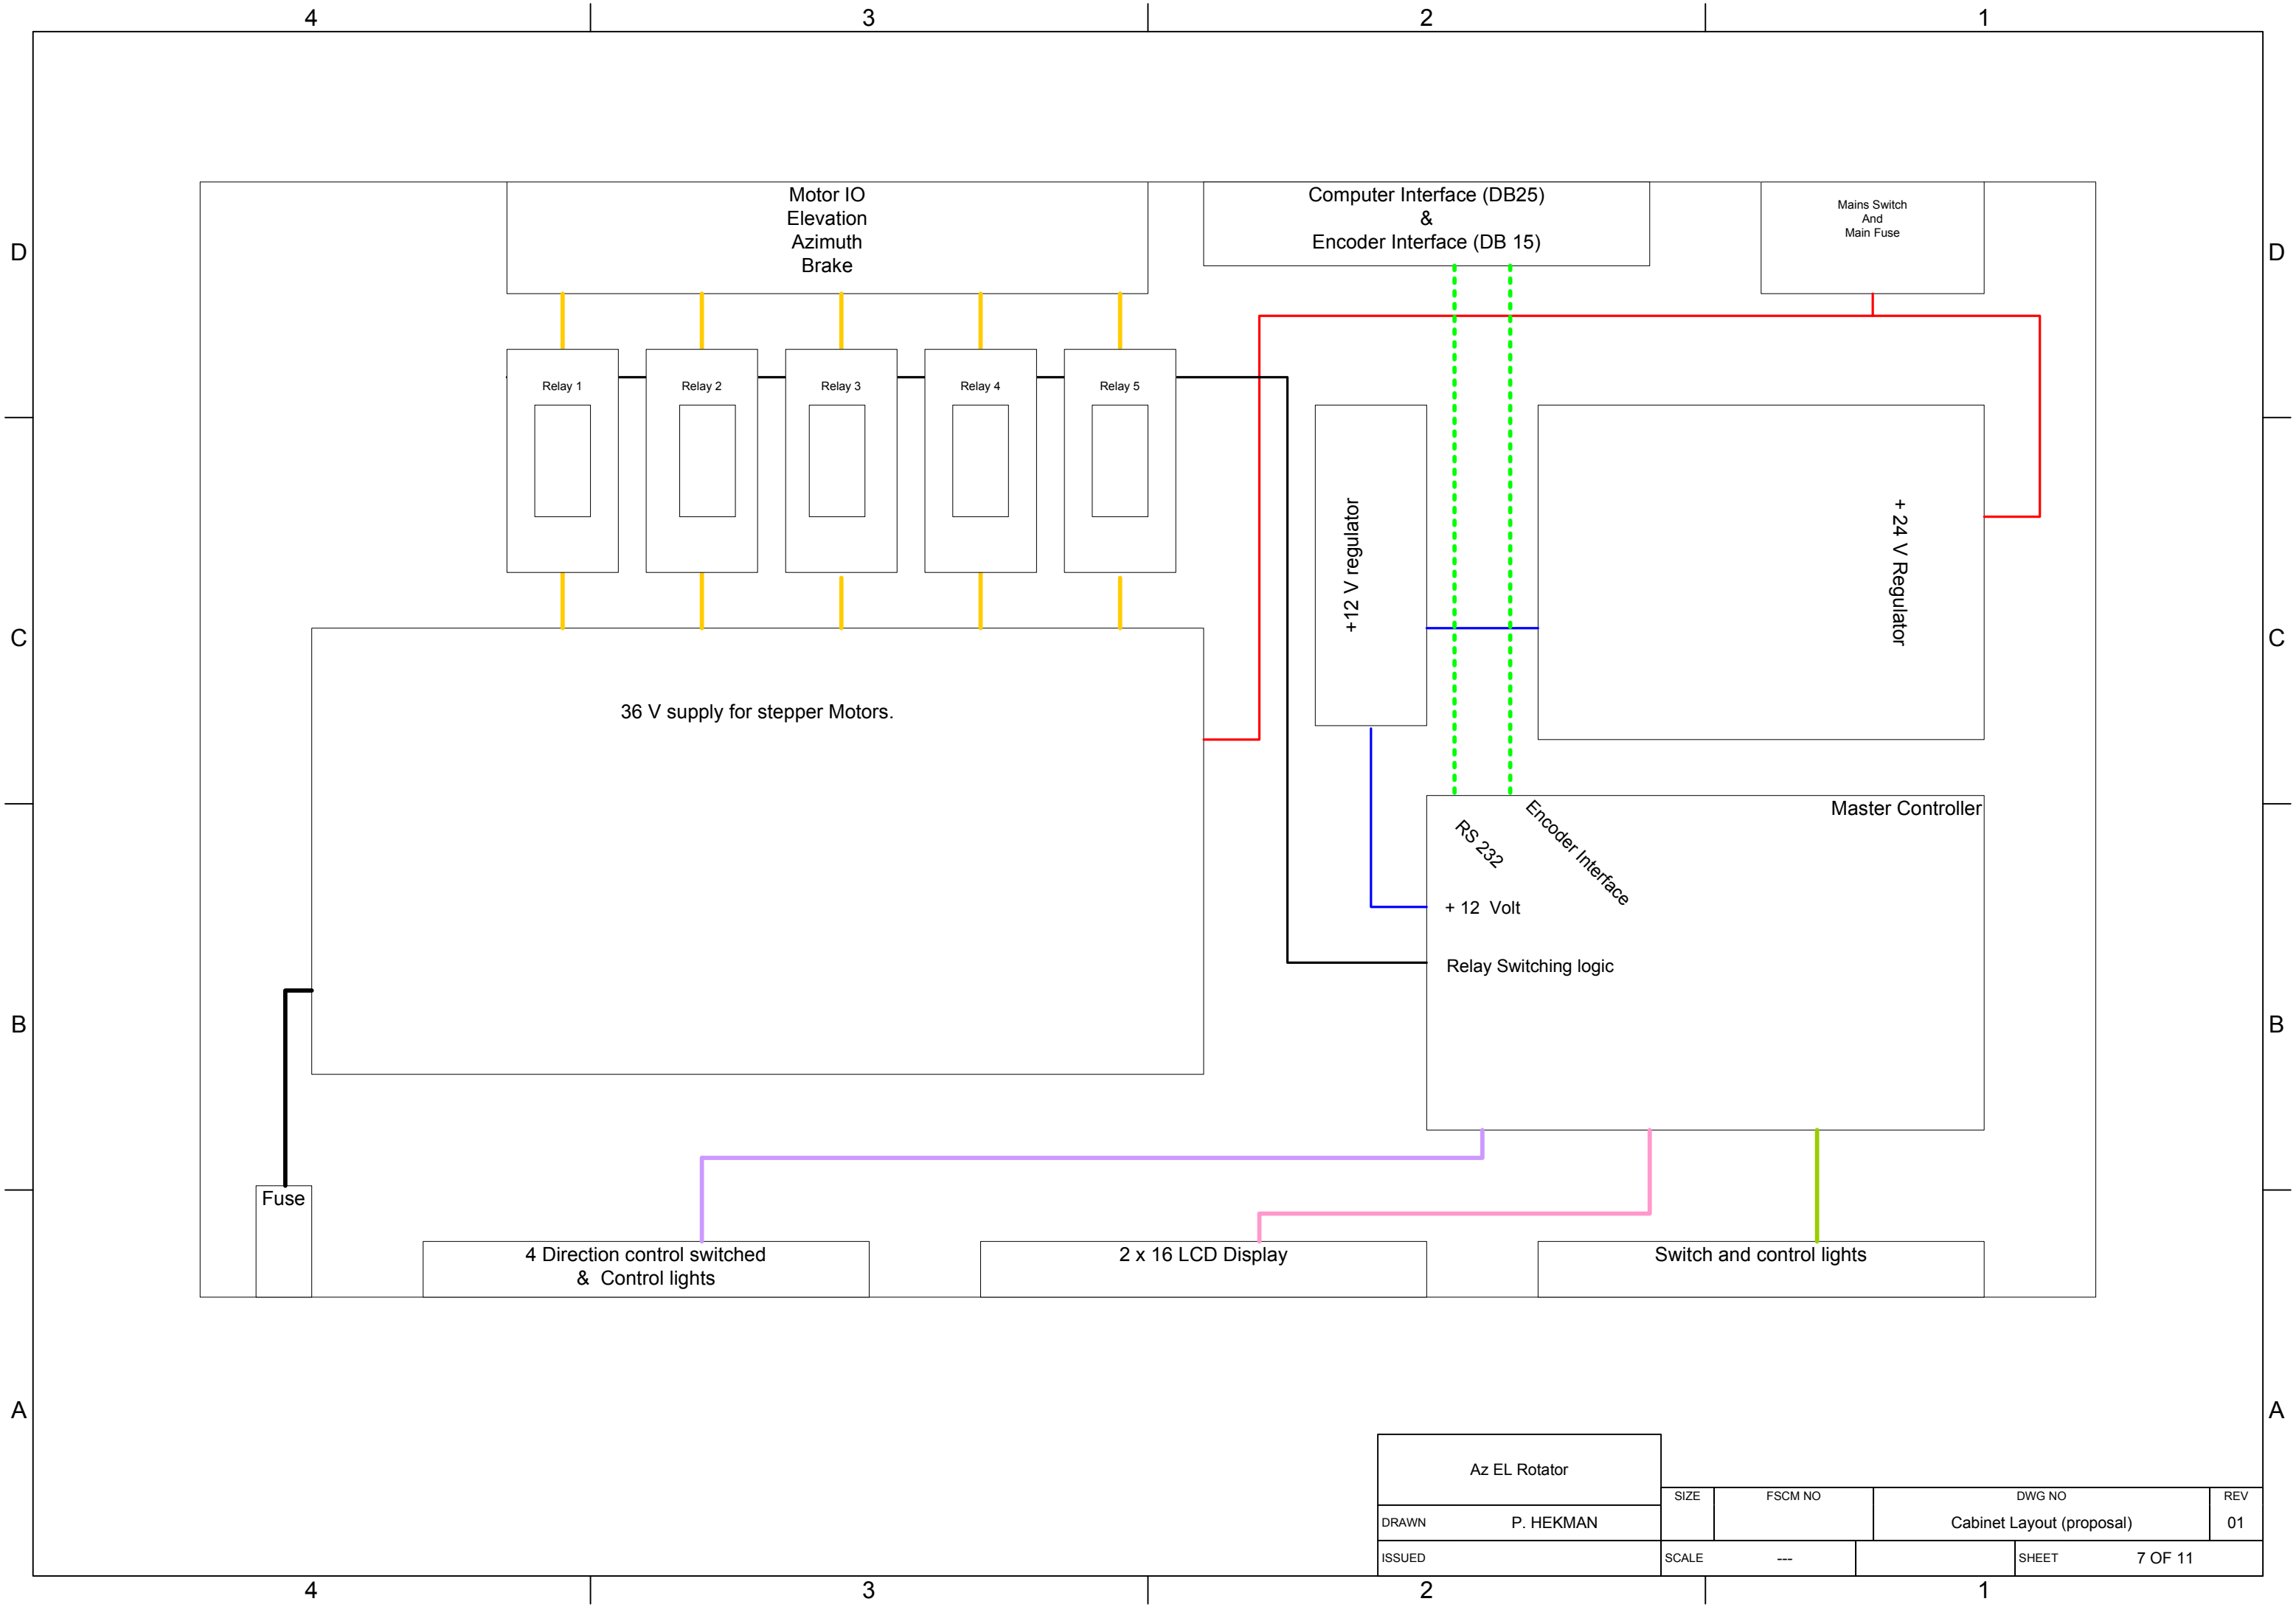 4 3 2 1
Motor IO
Elevation
Azimuth
Brake
Computer Interface (DB25)
&
Encoder Interface (DB 15)
Mains Switch
And
Main Fuse
D D
Relay 1
Relay 2
Relay 3
Relay 4
Relay 5
+12 V regulator
+ 24 V Regulator
C C
36 V supply for stepper Motors.
Master Controller
RS 232
Encoder Interface
+ 12 Volt
Relay Switching logic
B B
Fuse
4 Direction control switched
& Control lights
2 x 16 LCD Display
Switch and control lights
A A
Az EL Rotator
SIZE
FSCM NO
DWG NO
REV
DRAWN
P. HEKMAN
Cabinet Layout (proposal)
01
ISSUED
SCALE
---
SHEET
7 OF 11
4 3 2 1